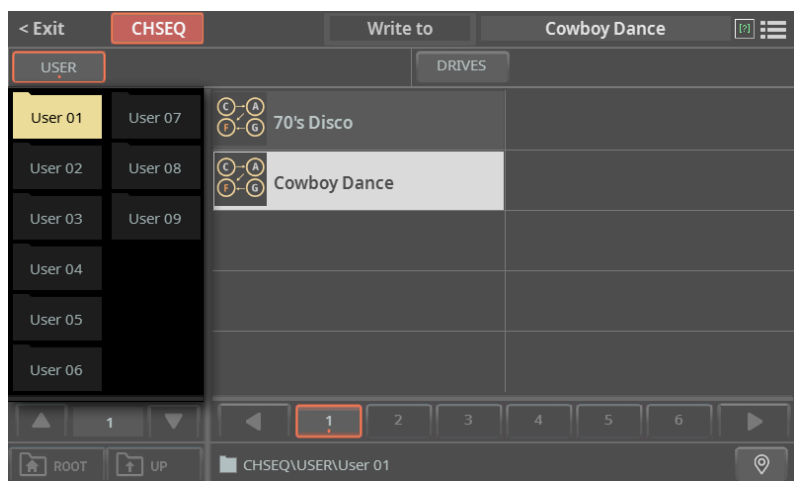 < Exit CHSEQ Write to Cowboy Dance [?]
USER DRIVES
User 01 User 07
User 02 User 08
User 03 User 09
User 04
User 05
User 06
C A F G 70's Disco
C A F G Cowboy Dance
1 1 2 3 4 5 6
ROOT UP CHSEQ\USER\User 01